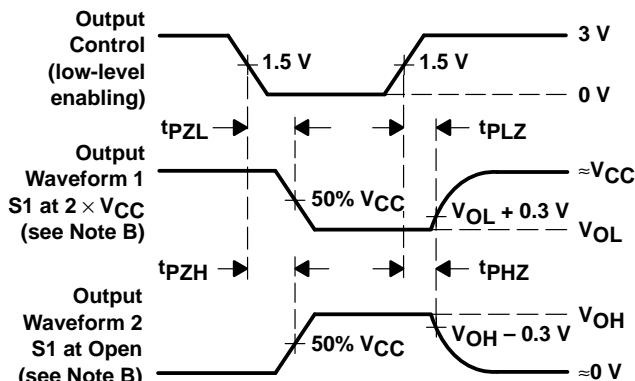 Output
Control
(low-level
enabling)
3 V
1.5 V
1.5 V
0 V
tPZL
tPLZ
Output
Waveform 1
S1 at 2 × VCC
(see Note B)
≈VCC
50% VCC
VOL + 0.3 V
VOL
tPZH
tPHZ
Output
Waveform 2
S1 at Open
(see Note B)
VOH
VOH – 0.3 V
50% VCC
≈0 V